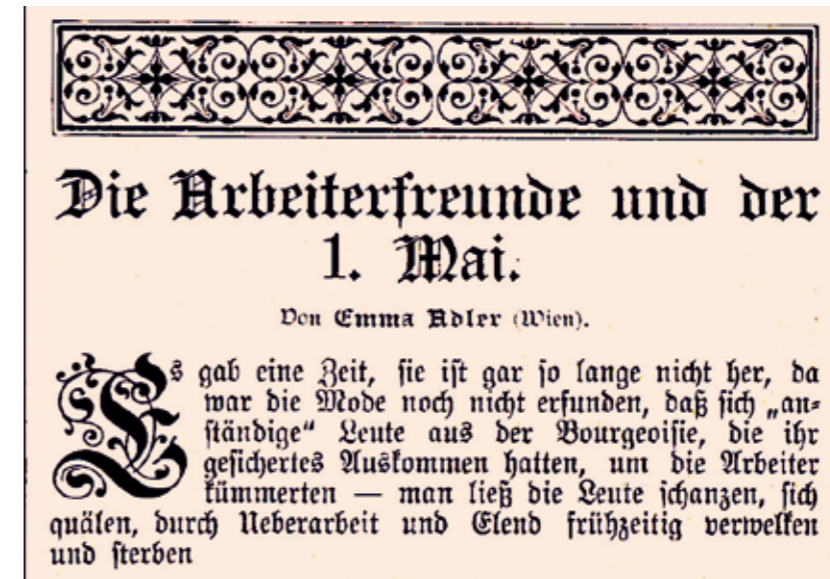 Die Arbeiterfreunde und der
1. Mai.
Von Emma Adler (Wien).
Es gab eine Zeit, sie ist gar so lange nicht her, da
war die Mode noch nicht erfunden, daß sich „an⸗
ständige“ Leute aus der Bourgeoisie, die ihr
gesichertes Auskommen hatten, um die Arbeiter
kümmerten — man ließ die Leute schanzen, sich
quälen, durch Ueberarbeit und Elend frühzeitig verwelken
und sterben